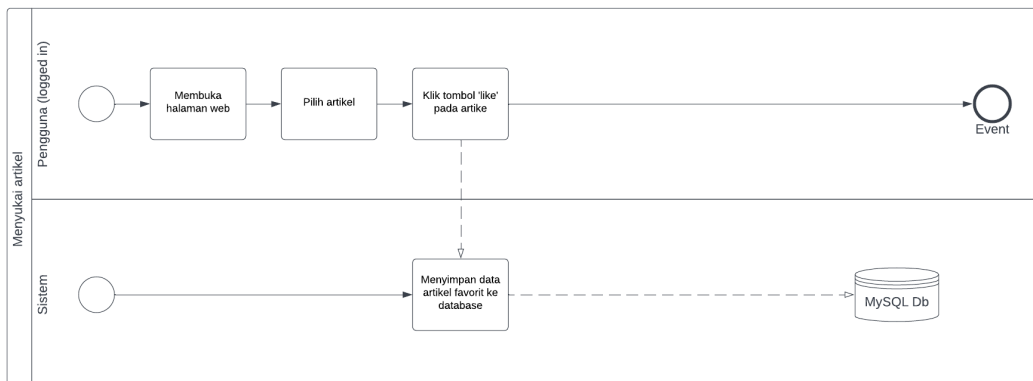 Menyukai artikel
Pengguna (logged in)
Membuka
halaman web
Pilih artikel
Klik tombol 'like'
pada artike
Event
Sistem
Menyimpan data
artikel favorit ke
database
MySQL Db